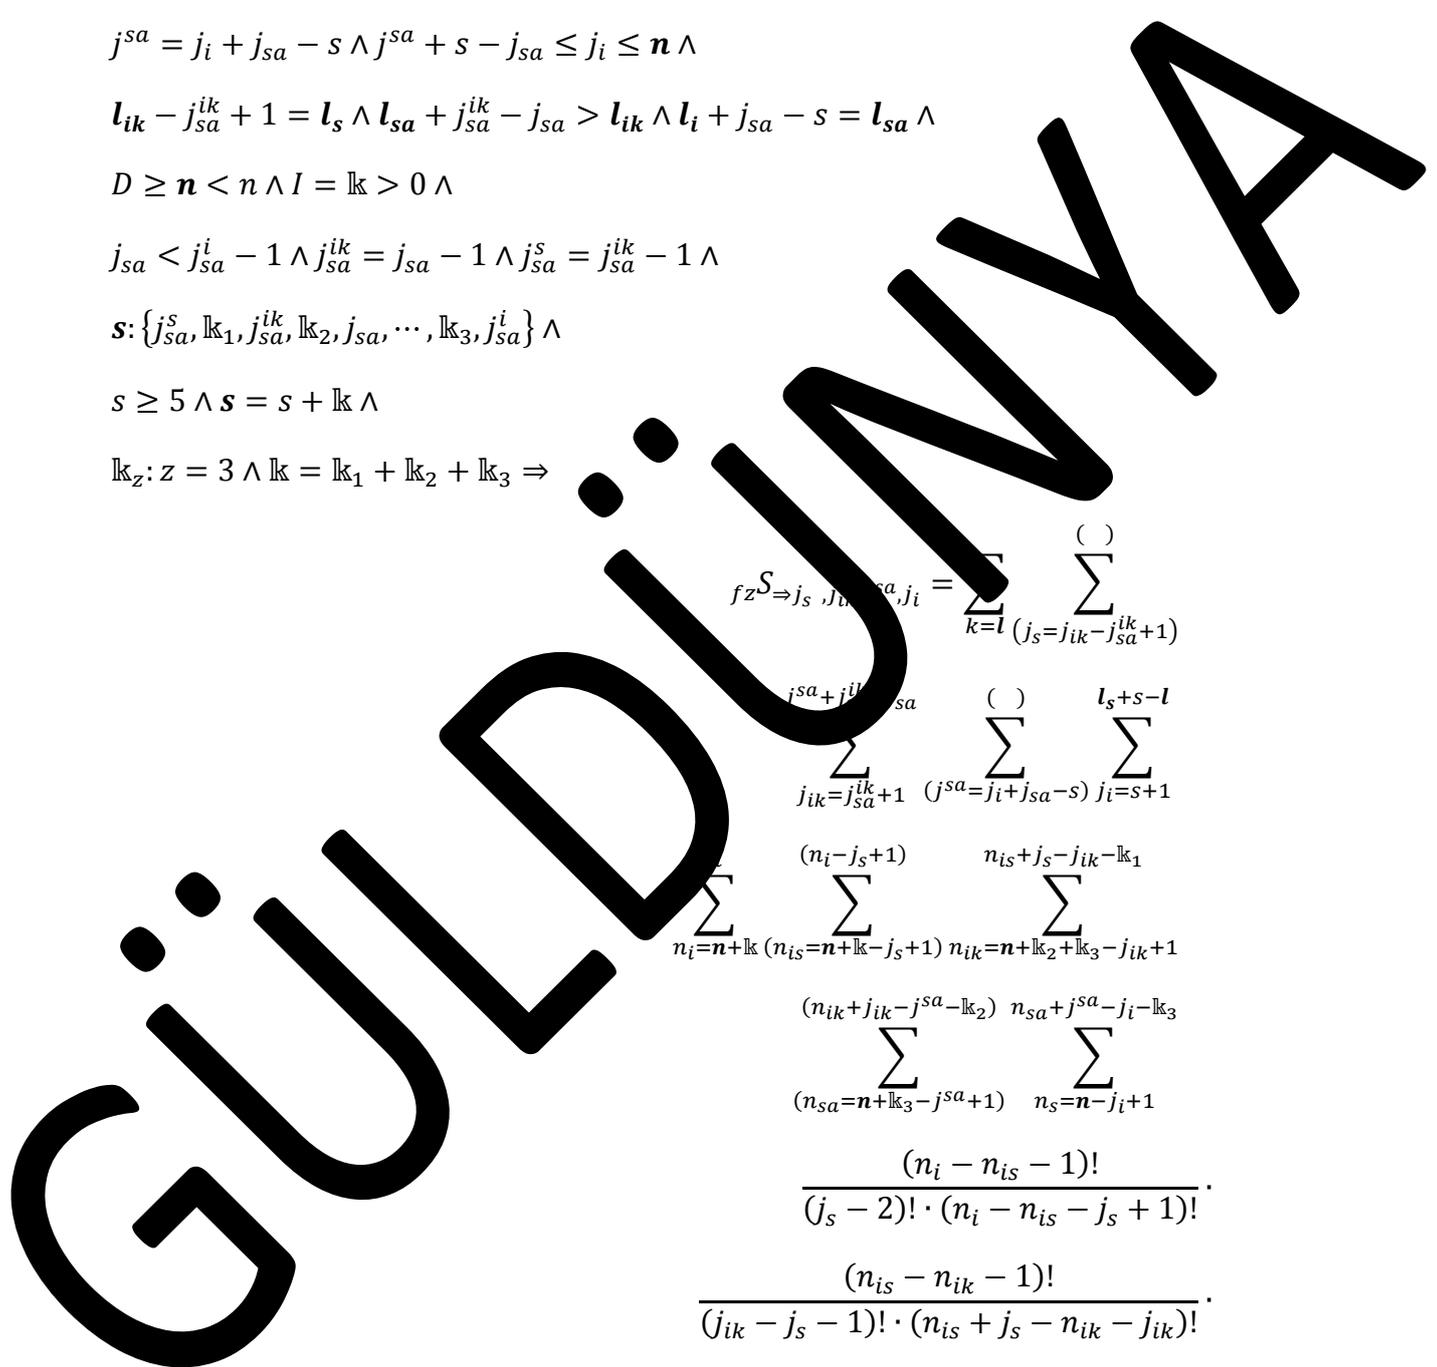 j^{sa} = j_i + j_{sa} − s ∧ j^{sa} + s − j_{sa} ≤ j_i ≤ 𝒏 ∧
𝒍_{𝒊𝒌} − j_{sa}^{ik} + 1 = 𝒍_𝒔 ∧ 𝒍_{𝒔𝒂} + j_{sa}^{ik} − j_{sa} > 𝒍_{𝒊𝒌} ∧ 𝒍_𝒊 + j_{sa} − s = 𝒍_{𝒔𝒂} ∧
D ≥ 𝒏 < n ∧ I = 𝕜 > 0 ∧
j_{sa} < j_{sa}^{i} − 1 ∧ j_{sa}^{ik} = j_{sa} − 1 ∧ j_{sa}^{s} = j_{sa}^{ik} − 1 ∧
𝒔: {j_{sa}^{s}, 𝕜_1, j_{sa}^{ik}, 𝕜_2, j_{sa}, ⋯, 𝕜_3, j_{sa}^{i}} ∧
s ≥ 5 ∧ 𝒔 = s + 𝕜 ∧
𝕜_z: z = 3 ∧ 𝕜 = 𝕜_1 + 𝕜_2 + 𝕜_3 ⇒
( )
_{fz}S_{⇒j_s ,j_{ik},j^{sa},j_i} = ∑ ∑
k=𝒍 (j_s=j_{ik}−j_{sa}^{ik}+1)
( ) 𝒍_𝒔+s−𝒍
∑ ∑ ∑
j_{ik}=j_{sa}^{ik}+1 (j^{sa}=j_i+j_{sa}−s) j_i=s+1
(n_i−j_s+1) n_{is}+j_s−j_{ik}−𝕜_1
∑ ∑ ∑
n_i=𝒏+𝕜 (n_{is}=𝒏+𝕜−j_s+1) n_{ik}=𝒏+𝕜_2+𝕜_3−j_{ik}+1
(n_{ik}+j_{ik}−j^{sa}−𝕜_2) n_{sa}+j^{sa}−j_i−𝕜_3
∑ ∑
(n_{sa}=𝒏+𝕜_3−j^{sa}+1) n_s=𝒏−j_i+1
(n_i − n_{is} − 1)!
(j_s − 2)! · (n_i − n_{is} − j_s + 1)! ·
(n_{is} − n_{ik} − 1)!
(j_{ik} − j_s − 1)! · (n_{is} + j_s − n_{ik} − j_{ik})! ·
GÜLDÜNYA